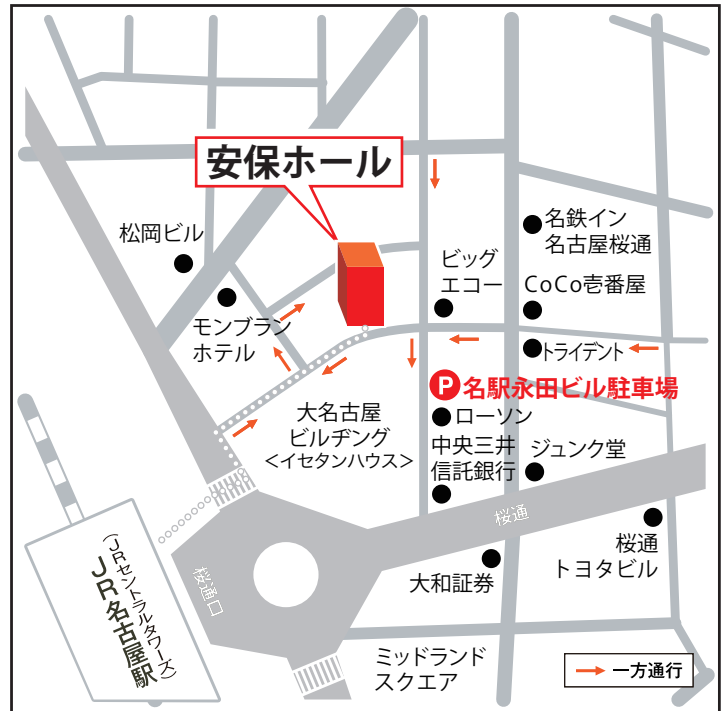 安保ホール
松岡ビル
モンブラン
ホテル
ビッグ
エコー
名鉄イン
名古屋桜通
CoCo壱番屋
トライデント
P 名駅永田ビル駐車場
ローソン
大名古屋
ビルヂング
<イセタンハウス>
中央三井
信託銀行
ジュンク堂
桜通
桜通
トヨタビル
大和証券
桜通口
JR名古屋駅
(JRセントラルタワーズ)
ミッドランド
スクエア
一方通行